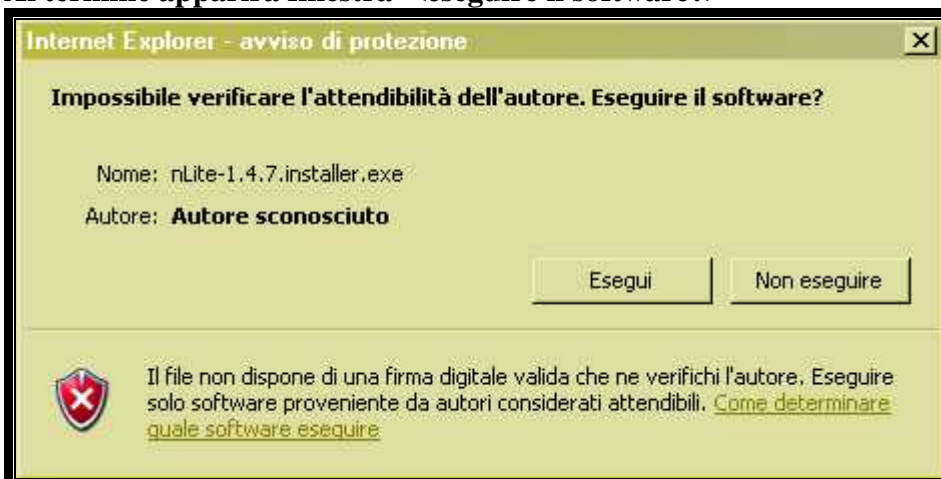 Internet Explorer - avviso di protezione
Impossibile verificare l'attendibilità dell'autore. Eseguire il software?
Nome: nLite-1.4.7.installer.exe
Autore: Autore sconosciuto
Esegui Non eseguire
Il file non dispone di una firma digitale valida che ne verifichi l'autore. Eseguire
solo software proveniente da autori considerati attendibili. Come determinare
quale software eseguire